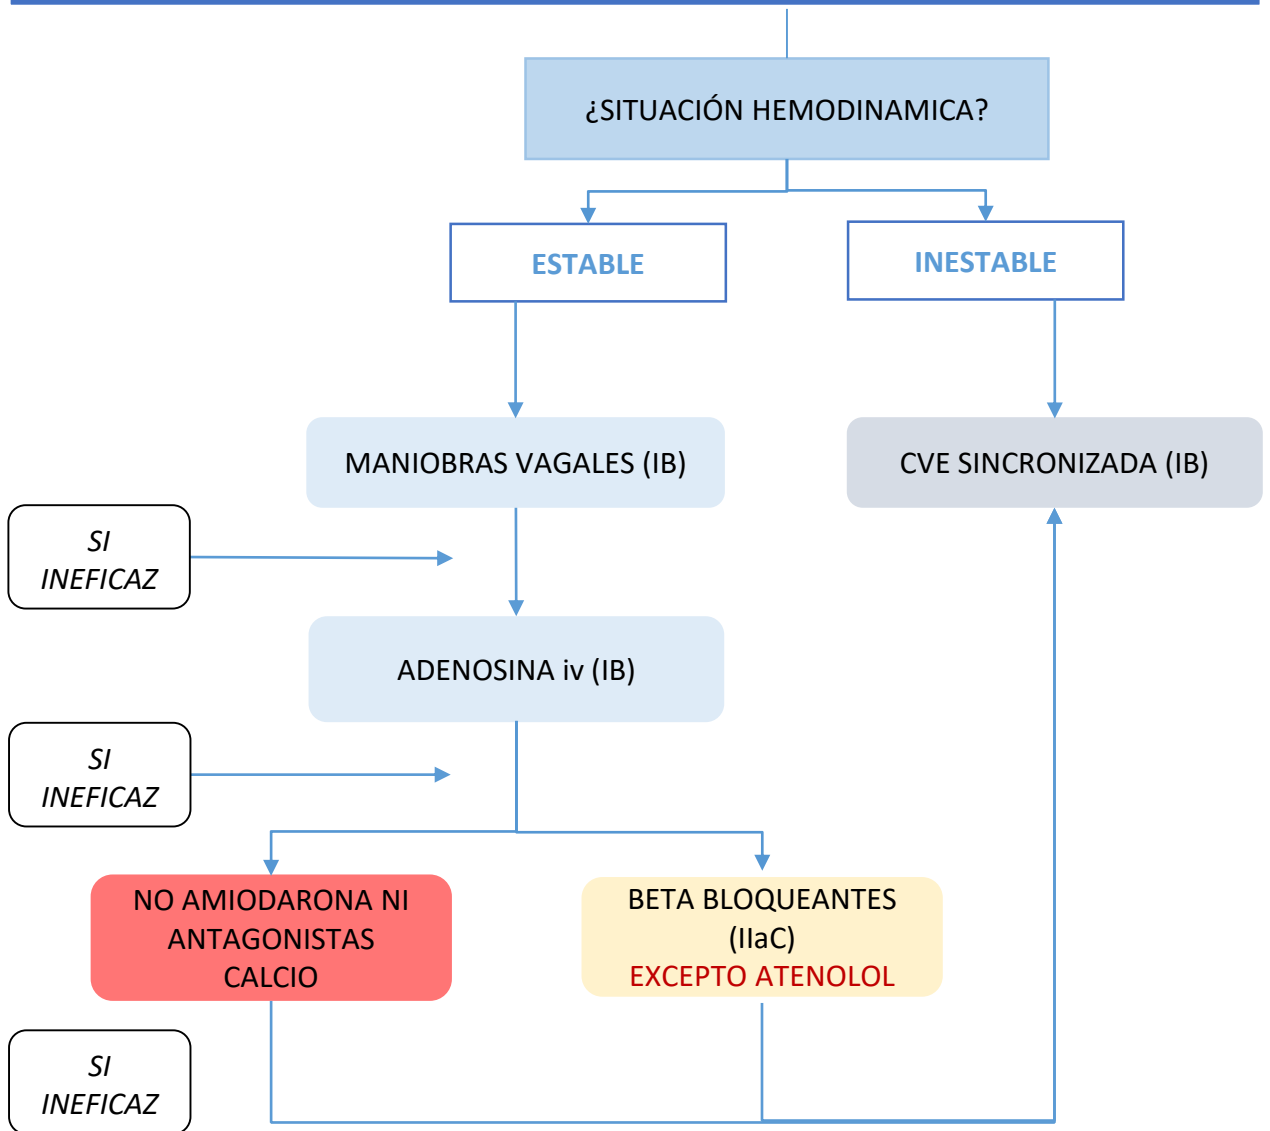 ¿SITUACIÓN HEMODINAMICA?
ESTABLE
INESTABLE
MANIOBRAS VAGALES (IB)
CVE SINCRONIZADA (IB)
SI
INEFICAZ
ADENOSINA iv (IB)
SI
INEFICAZ
NO AMIODARONA NI
ANTAGONISTAS
CALCIO
BETA BLOQUEANTES
(IIaC)
EXCEPTO ATENOLOL
SI
INEFICAZ